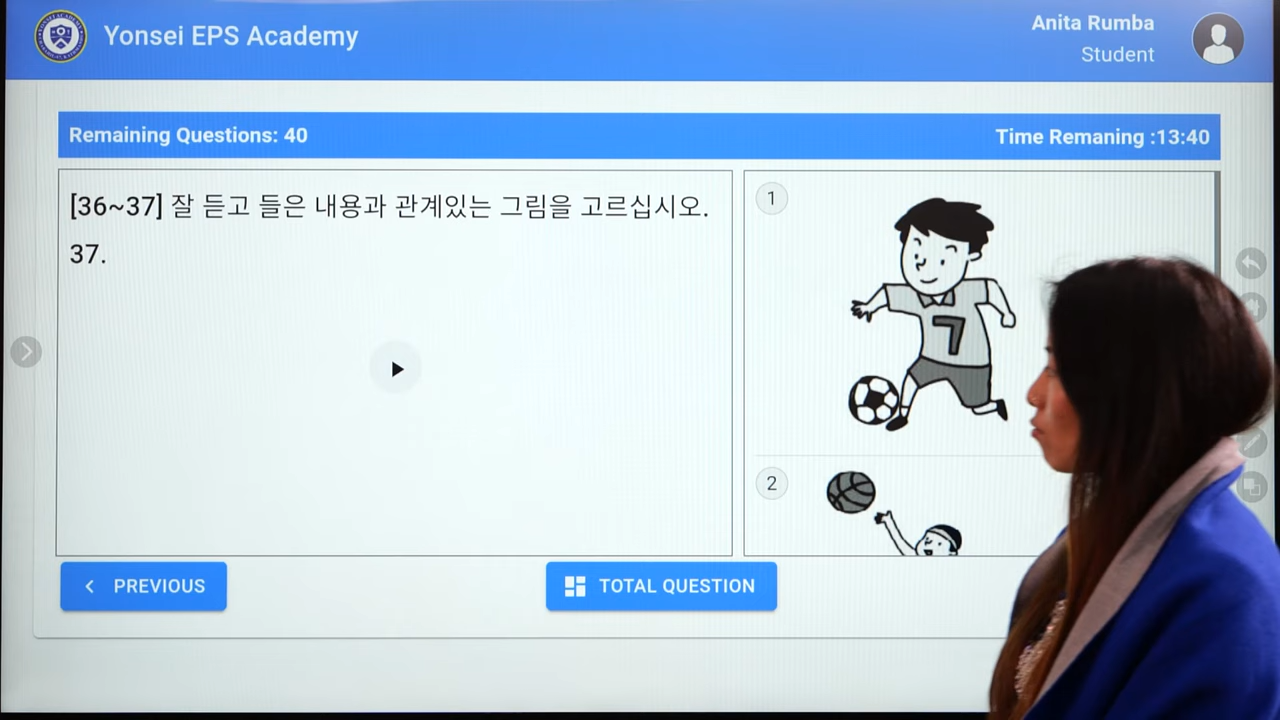 Yonsei EPS Academy
Anita Rumba
Student
Remaining Questions: 40
Time Remaning :13:40
[36~37] 잘 듣고 들은 내용과 관계있는 그림을 고르십시오.
37.
1
7
2
PREVIOUS
TOTAL QUESTION